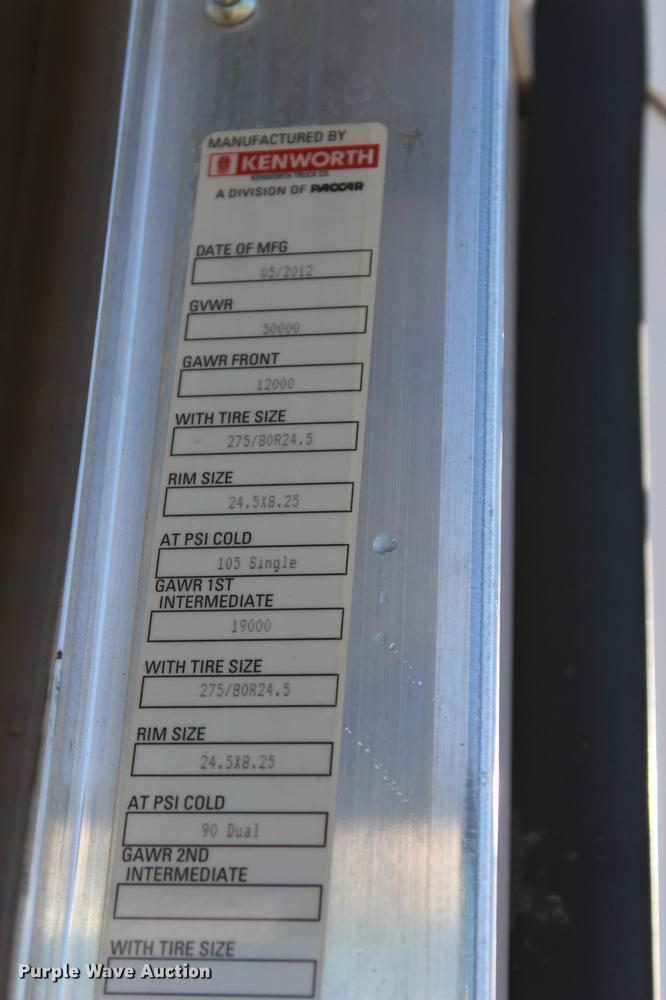 MANUFACTURED BY
KENWORTH
KENWORTH TRUCK CO.
A DIVISION OF PACCAR
DATE OF MFG
05/2012
GVWR
50000
GAWR FRONT
12000
WITH TIRE SIZE
275/80R24.5
RIM SIZE
24.5X8.25
AT PSI COLD
105 Single
GAWR 1ST
INTERMEDIATE
19000
WITH TIRE SIZE
275/80R24.5
RIM SIZE
24.5X8.25
AT PSI COLD
90 Dual
GAWR 2ND
INTERMEDIATE
WITH TIRE SIZE
Purple Wave Auction